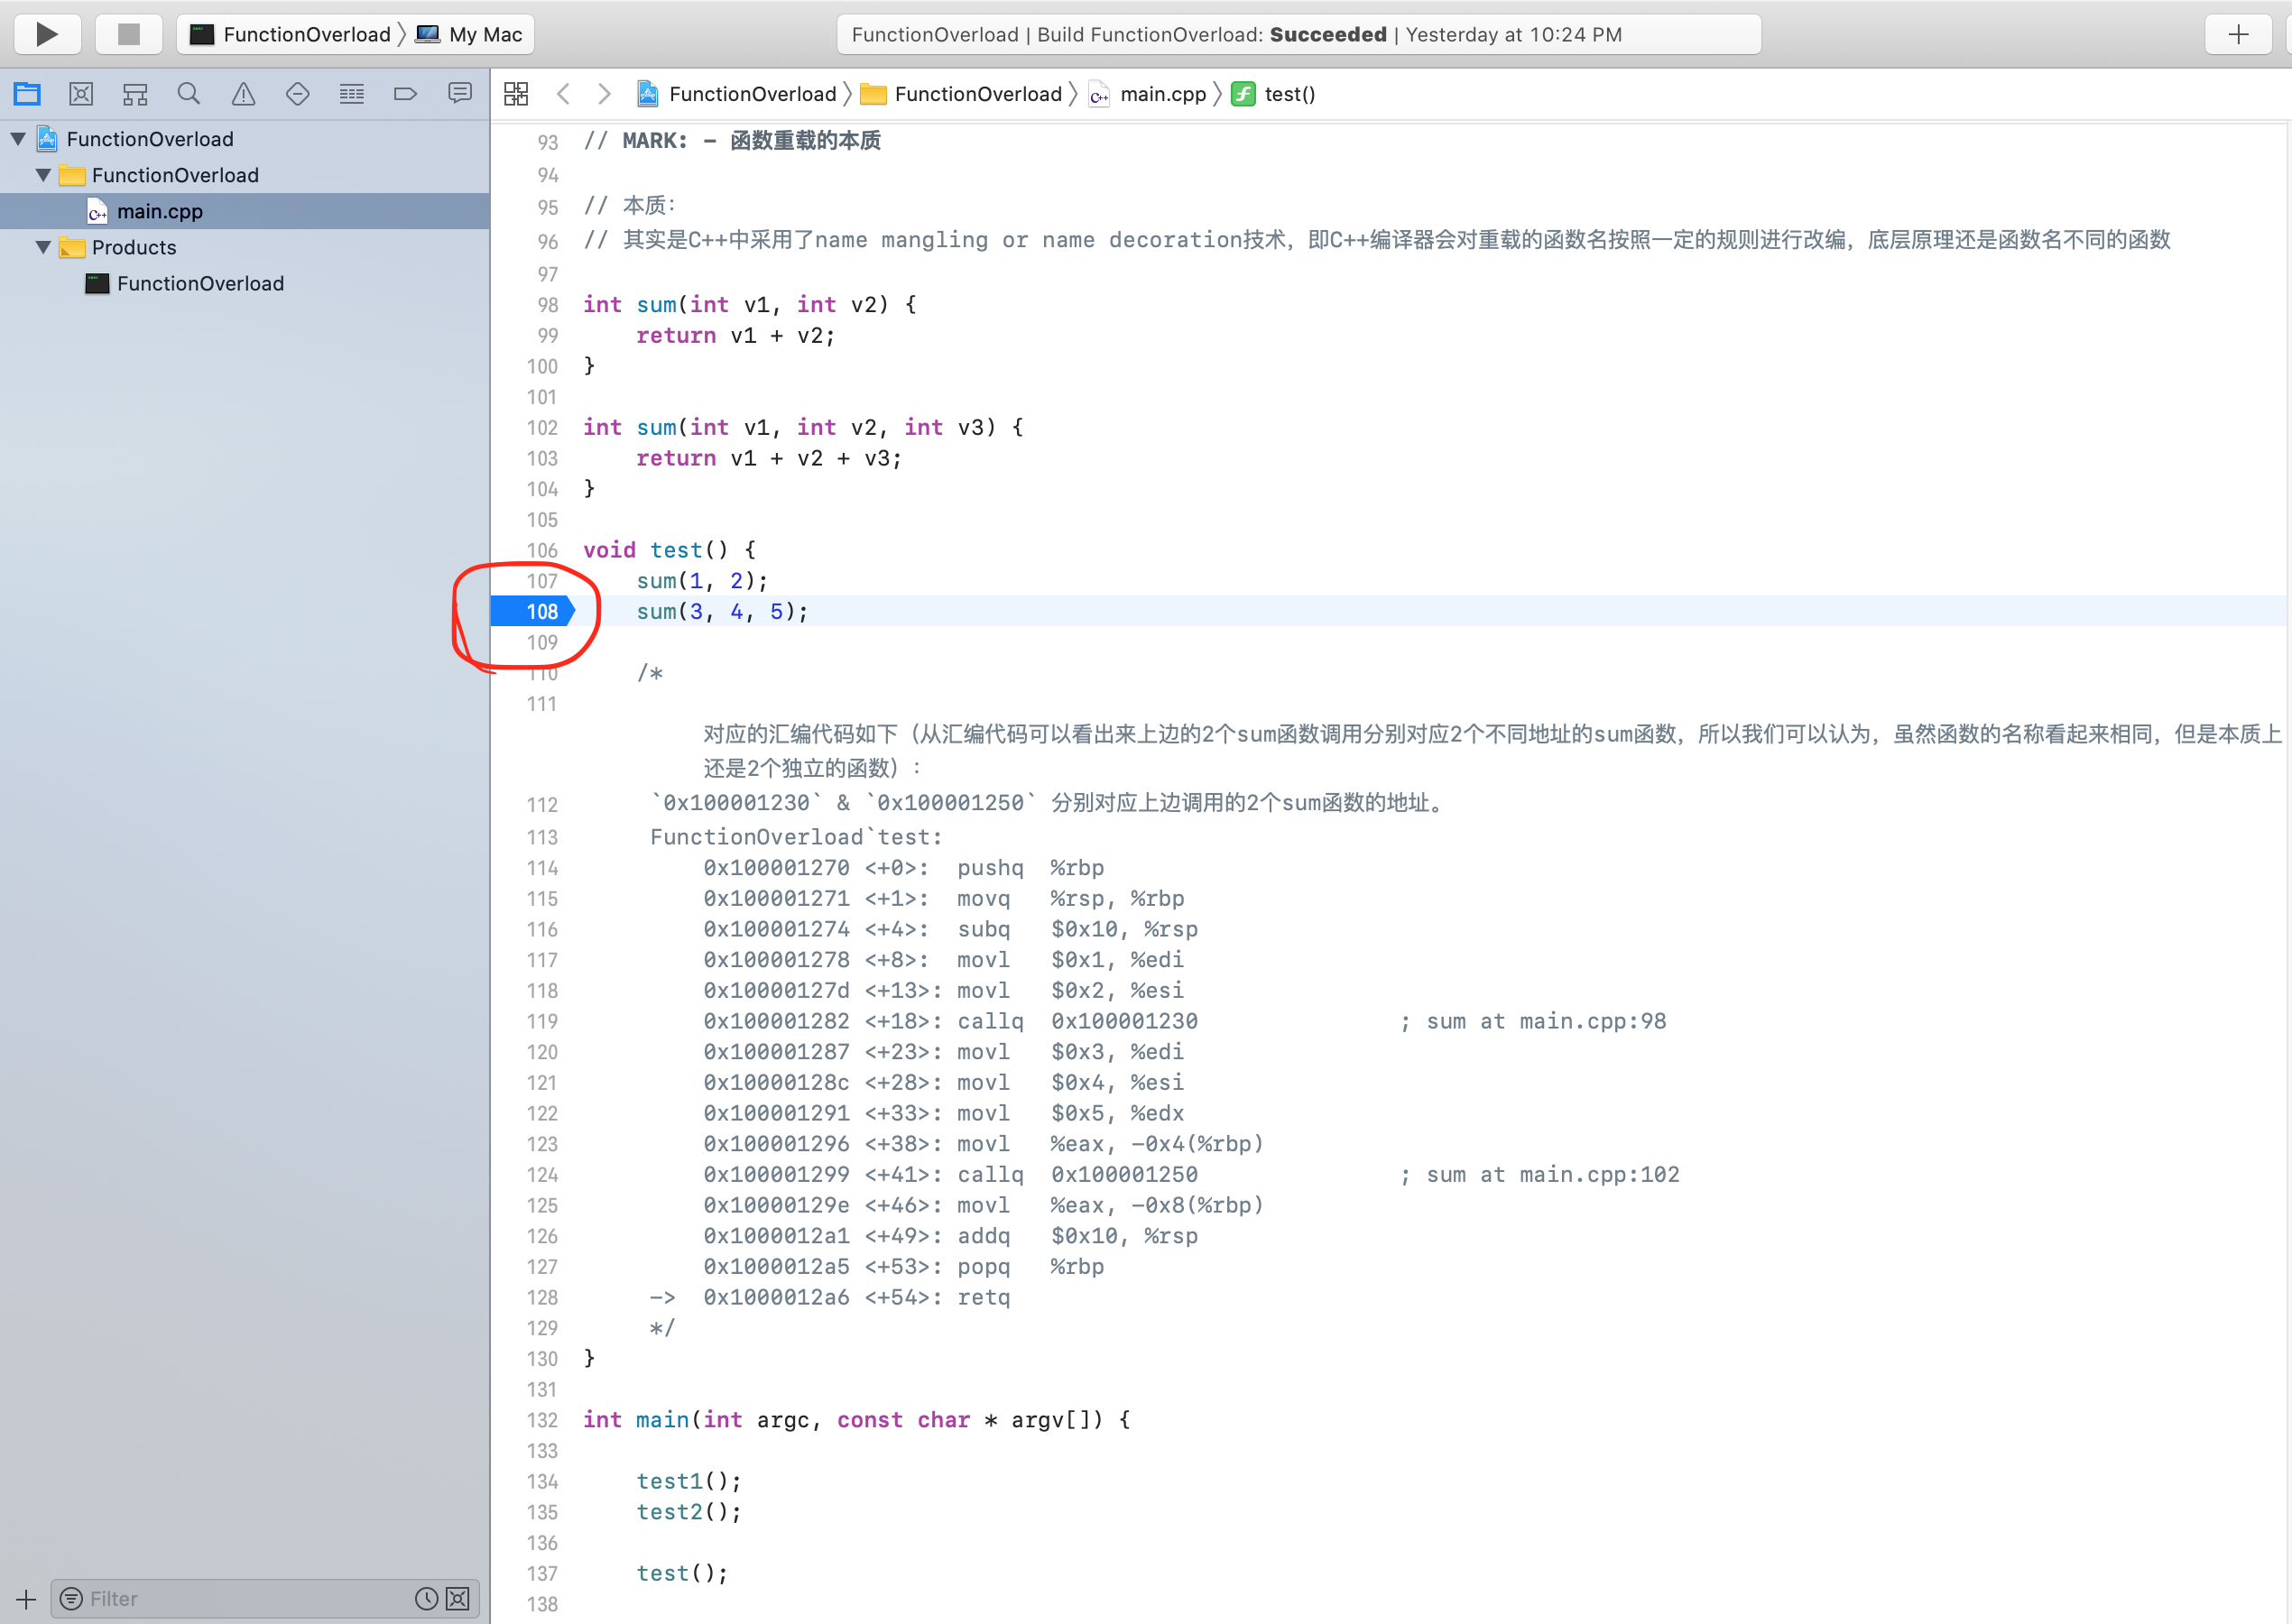 FunctionOverload My Mac
FunctionOverload | Build FunctionOverload: Succeeded | Yesterday at 10:24 PM
FunctionOverload FunctionOverload main.cpp test()
FunctionOverload
FunctionOverload
main.cpp
Products
FunctionOverload
Filter
93 // MARK: - 函数重载的本质
94
95 // 本质：
96 // 其实是C++中采用了name mangling or name decoration技术，即C++编译器会对重载的函数名按照一定的规则进行改编，底层原理还是函数名不同的函数
97
98 int sum(int v1, int v2) {
99 return v1 + v2;
100 }
101
102 int sum(int v1, int v2, int v3) {
103 return v1 + v2 + v3;
104 }
105
106 void test() {
107 sum(1, 2);
108 sum(3, 4, 5);
109
110 /*
111
对应的汇编代码如下（从汇编代码可以看出来上边的2个sum函数调用分别对应2个不同地址的sum函数，所以我们可以认为，虽然函数的名称看起来相同，但是本质上
还是2个独立的函数）：
112 `0x100001230` & `0x100001250` 分别对应上边调用的2个sum函数的地址。
113 FunctionOverload`test:
114 0x100001270 <+0>: pushq %rbp
115 0x100001271 <+1>: movq %rsp, %rbp
116 0x100001274 <+4>: subq $0x10, %rsp
117 0x100001278 <+8>: movl $0x1, %edi
118 0x10000127d <+13>: movl $0x2, %esi
119 0x100001282 <+18>: callq 0x100001230 ; sum at main.cpp:98
120 0x100001287 <+23>: movl $0x3, %edi
121 0x10000128c <+28>: movl $0x4, %esi
122 0x100001291 <+33>: movl $0x5, %edx
123 0x100001296 <+38>: movl %eax, -0x4(%rbp)
124 0x100001299 <+41>: callq 0x100001250 ; sum at main.cpp:102
125 0x10000129e <+46>: movl %eax, -0x8(%rbp)
126 0x1000012a1 <+49>: addq $0x10, %rsp
127 0x1000012a5 <+53>: popq %rbp
128 -> 0x1000012a6 <+54>: retq
129 */
130 }
131
132 int main(int argc, const char * argv[]) {
133
134 test1();
135 test2();
136
137 test();
138